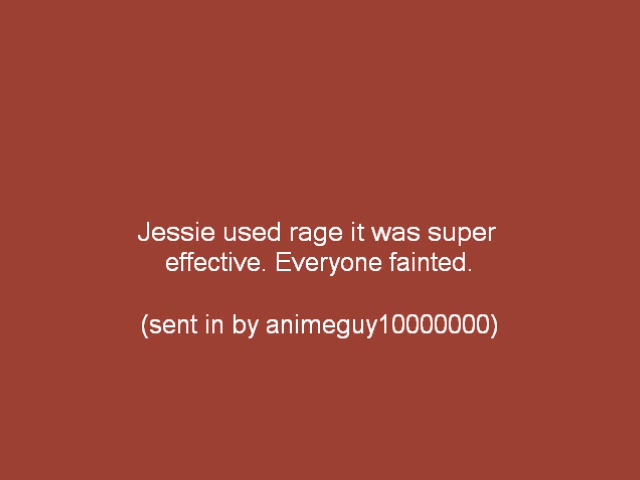 Jessie used rage it was super
effective. Everyone fainted.
(sent in by animeguy10000000)